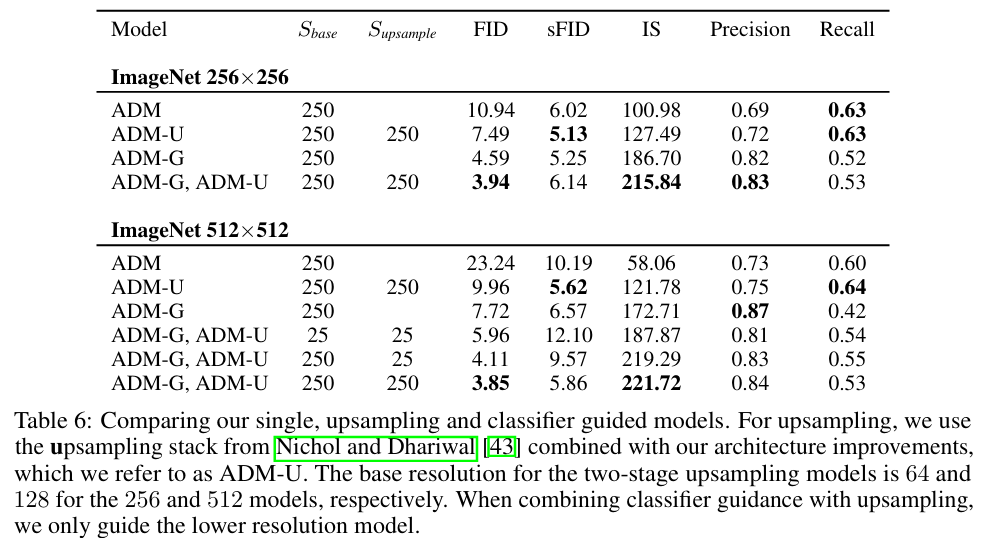 Model S_base S_upsample FID sFID IS Precision Recall
ImageNet 256×256
ADM 250 10.94 6.02 100.98 0.69 0.63
ADM-U 250 250 7.49 5.13 127.49 0.72 0.63
ADM-G 250 4.59 5.25 186.70 0.82 0.52
ADM-G, ADM-U 250 250 3.94 6.14 215.84 0.83 0.53
ImageNet 512×512
ADM 250 23.24 10.19 58.06 0.73 0.60
ADM-U 250 250 9.96 5.62 121.78 0.75 0.64
ADM-G 250 7.72 6.57 172.71 0.87 0.42
ADM-G, ADM-U 25 25 5.96 12.10 187.87 0.81 0.54
ADM-G, ADM-U 250 25 4.11 9.57 219.29 0.83 0.55
ADM-G, ADM-U 250 250 3.85 5.86 221.72 0.84 0.53
Table 6: Comparing our single, upsampling and classifier guided models. For upsampling, we use
the upsampling stack from Nichol and Dhariwal [43] combined with our architecture improvements,
which we refer to as ADM-U. The base resolution for the two-stage upsampling models is 64 and
128 for the 256 and 512 models, respectively. When combining classifier guidance with upsampling,
we only guide the lower resolution model.